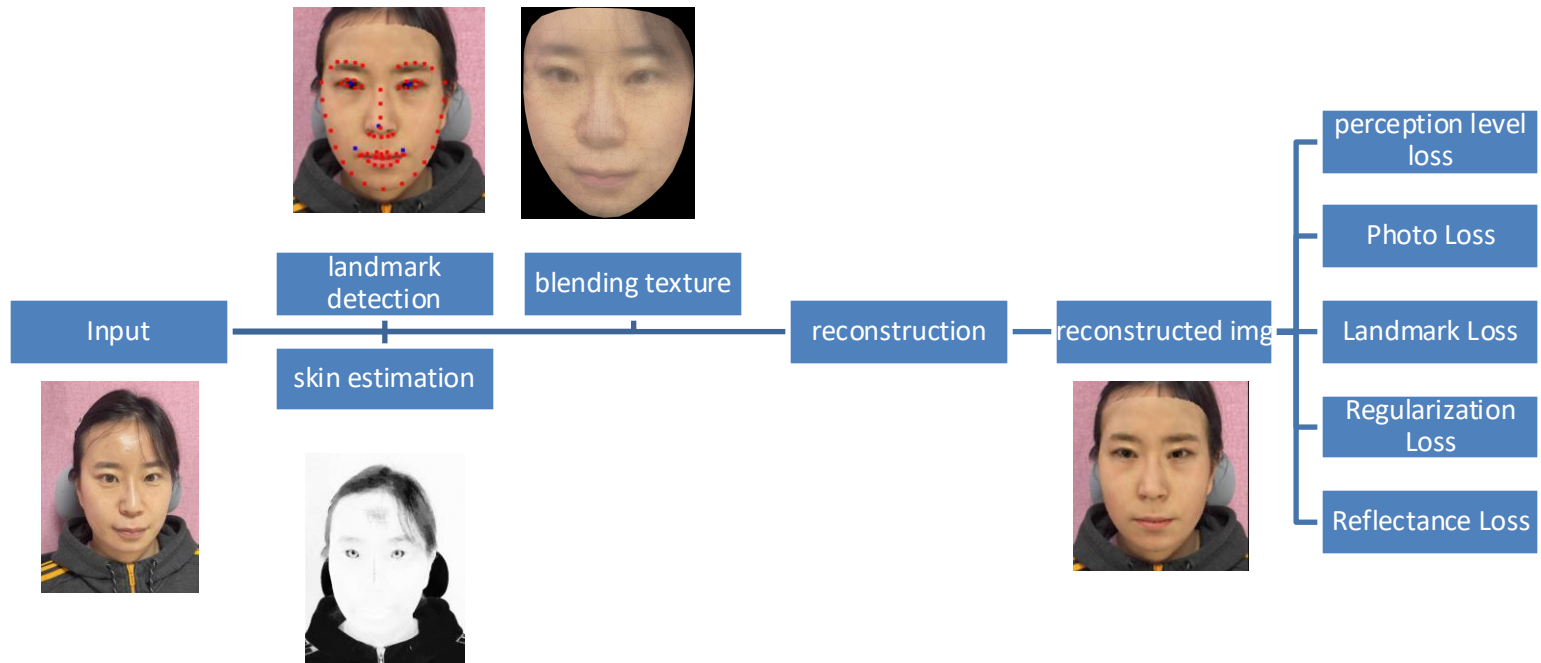 Input
landmark
detection
skin estimation
blending texture
reconstruction
reconstructed img
perception level
loss
Photo Loss
Landmark Loss
Regularization
Loss
Reflectance Loss